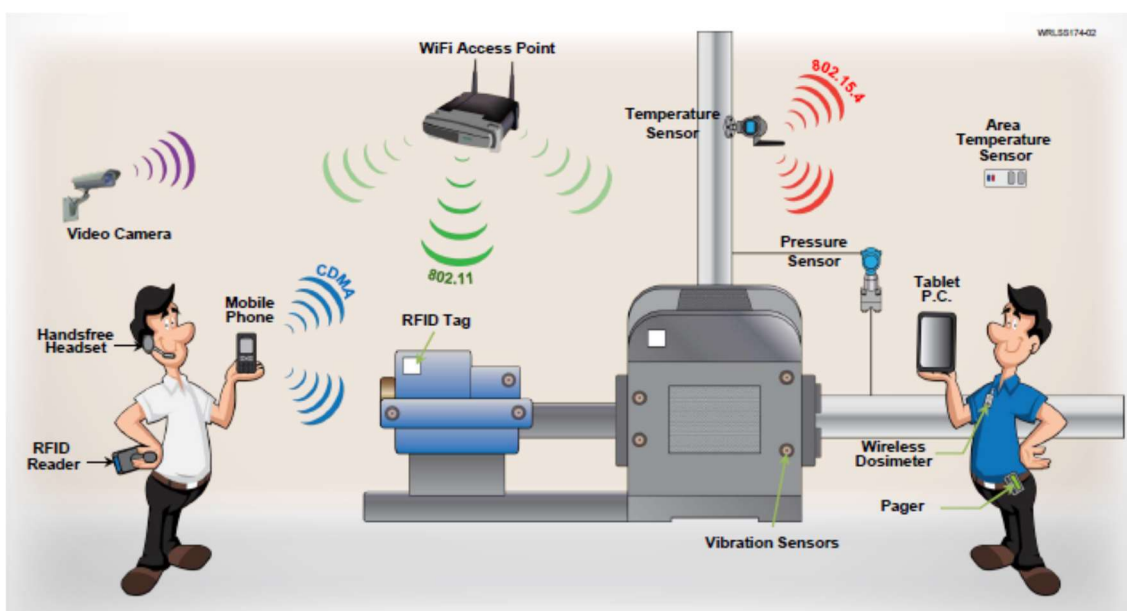 WRLSS174-02
WiFi Access Point
802.15.4
Temperature
Sensor
Area
Temperature
Sensor
Video Camera
802.11
Pressure
Sensor
CDMA
Mobile
Phone
Tablet
P.C.
RFID Tag
Handsfree
Headset
RFID
Reader
Wireless
Dosimeter
Pager
Vibration Sensors